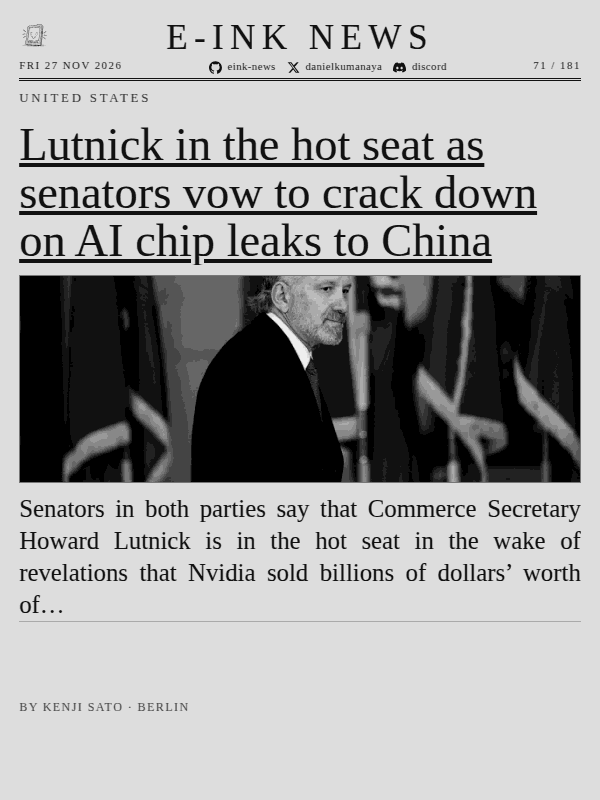 E-INK NEWS
FRI 27 NOV 2026
eink-news
danielkumanaya
discord
71 / 181
UNITED STATES
Lutnick in the hot seat as
senators vow to crack down
on AI chip leaks to China
Senators in both parties say that Commerce Secretary
Howard Lutnick is in the hot seat in the wake of
revelations that Nvidia sold billions of dollars’ worth
of…
BY KENJI SATO · BERLIN